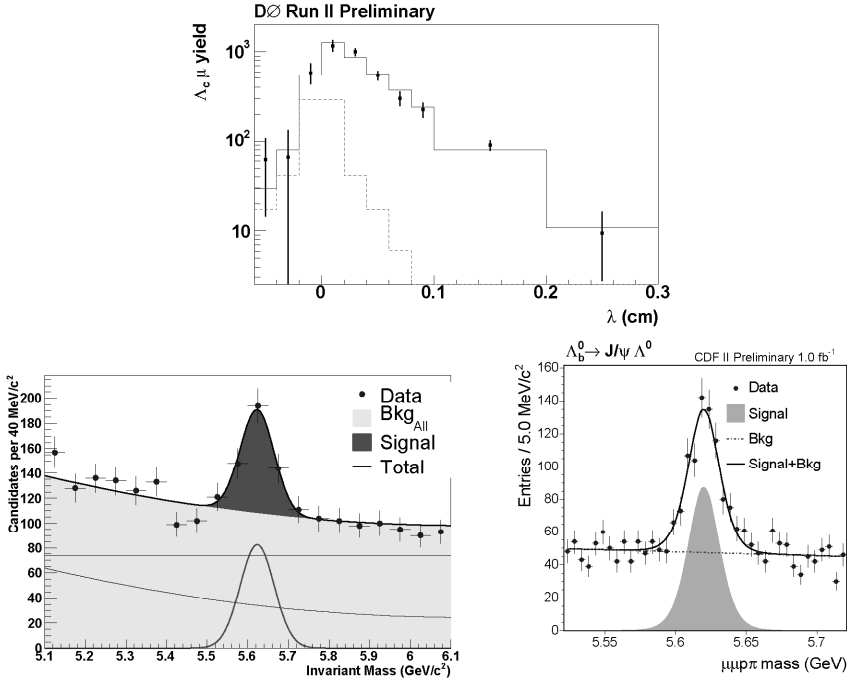 DØ Run II Preliminary
Λc μ yield
10³
10²
10
0
0.1
0.2
0.3
λ (cm)
Candidates per 40 MeV/c²
200
180
160
140
120
100
80
60
40
20
0
5.1
5.2
5.3
5.4
5.5
5.6
5.7
5.8
5.9
6
6.1
Invariant Mass (GeV/c²)
Data
Bkg All
Signal
Total
Λb⁰→ J/ψ Λ⁰
CDF II Preliminary 1.0 fb⁻¹
Entries / 5.0 MeV/c²
160
140
120
100
80
60
40
20
0
5.55
5.6
5.65
5.7
μμpπ mass (GeV)
Data
Signal
Bkg
Signal+Bkg